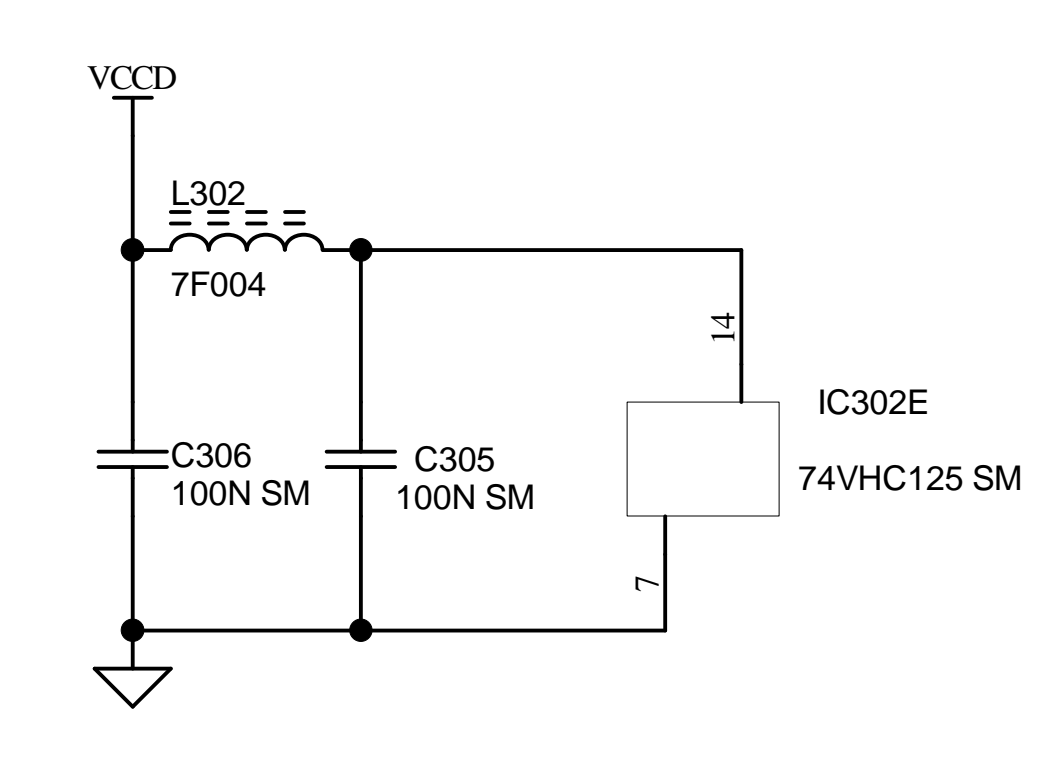 VCCD
L302
7F004
14
IC302E
C306
C305
74VHC125 SM
100N SM
100N SM
7